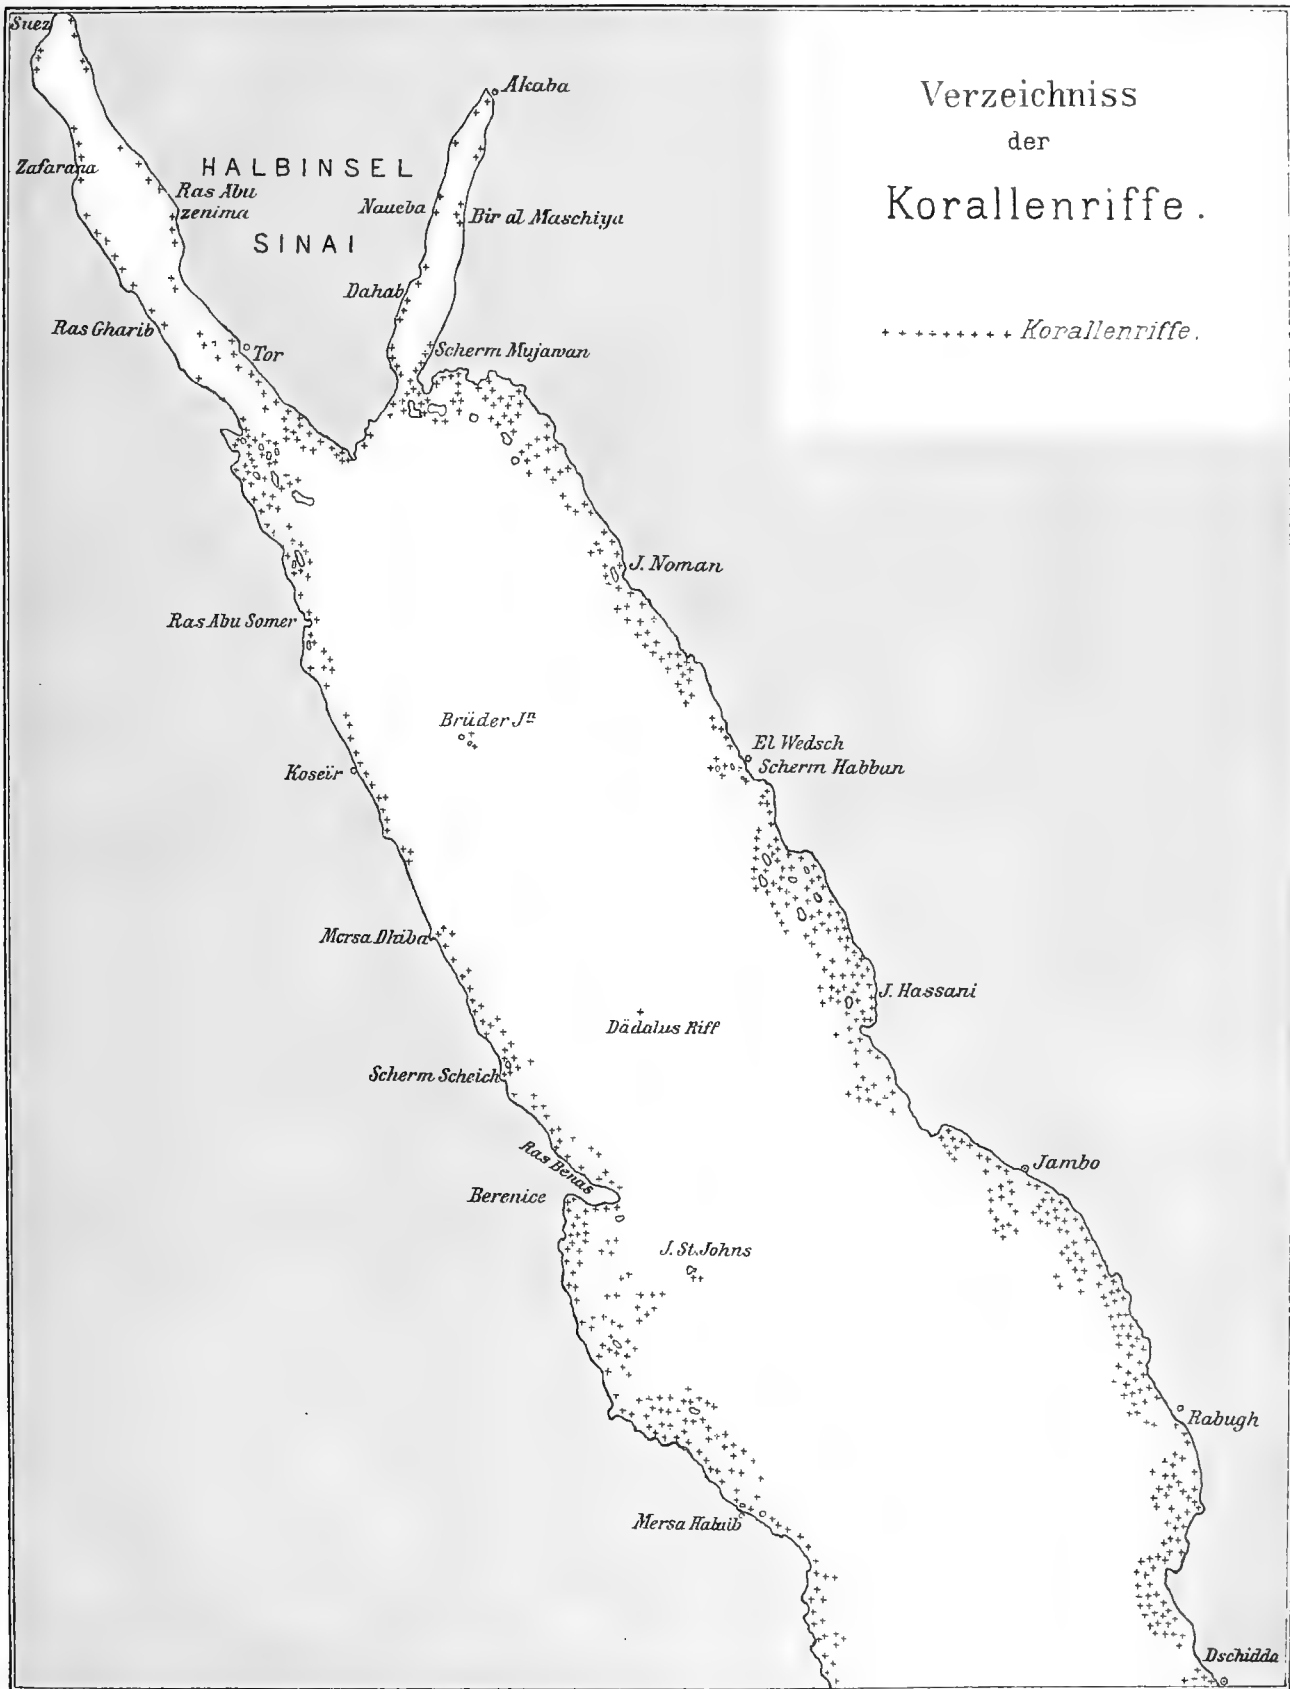 Verzeichniss
der
Korallenriffe.
+ + + + + + + + + Korallenriffe.
Suez
Akaba
Zafarana
HALBINSEL
SINAI
Ras Abu
zenima
Naueba
Bir al Maschiya
Dahab
Ras Gharib
Tor
Scherm Mujawan
J. Noman
Ras Abu Somer
Brüder Jn
El Wedsch
Scherm Habban
Koseïr
Mersa Dhiba
J. Hassani
Dädalus Riff
Scherm Scheich
Ras Benas
Jambo
Berenice
J. St. Johns
Rabugh
Mersa Halaib
Dschidda